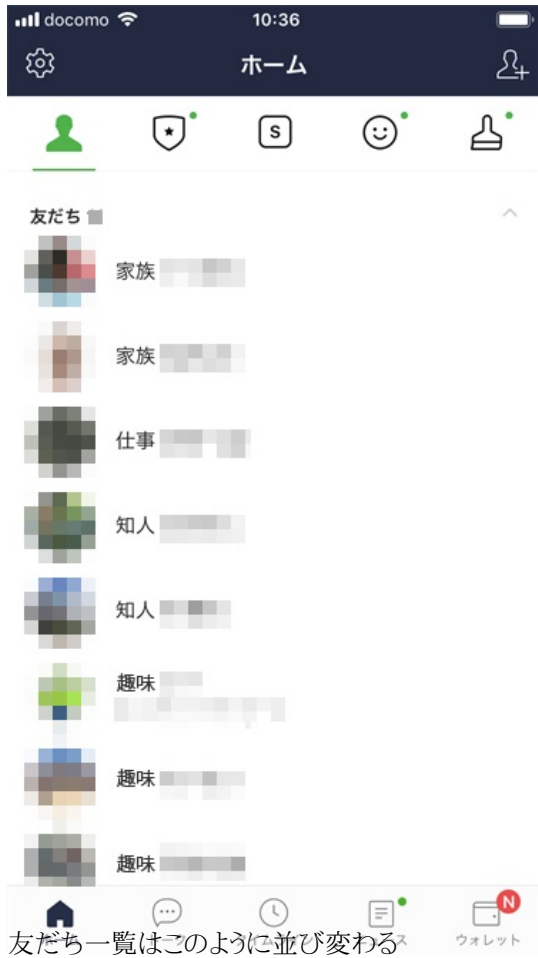 docomo
10:36
ホーム
S
友だち
家族
家族
仕事
知人
知人
趣味
趣味
趣味
N
ウォレット
友だち一覧はこのように並び変わる